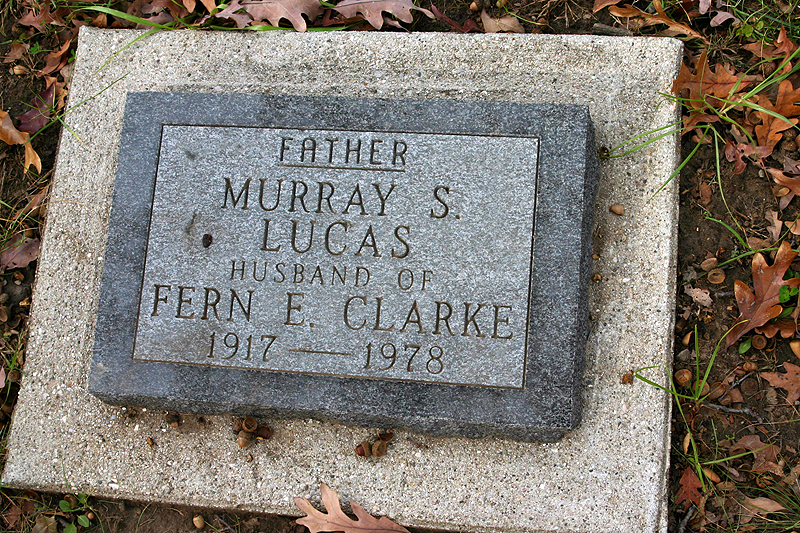 FATHER
MURRAY S.
LUCAS
HUSBAND OF
FERN E. CLARKE
1917 — 1978